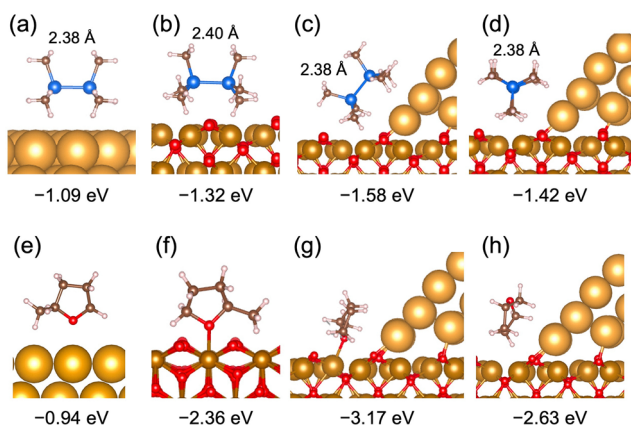 (a) (b) (c) (d)
2.38 Å 2.40 Å 2.38 Å 2.38 Å
−1.09 eV −1.32 eV −1.58 eV −1.42 eV
(e) (f) (g) (h)
−0.94 eV −2.36 eV −3.17 eV −2.63 eV